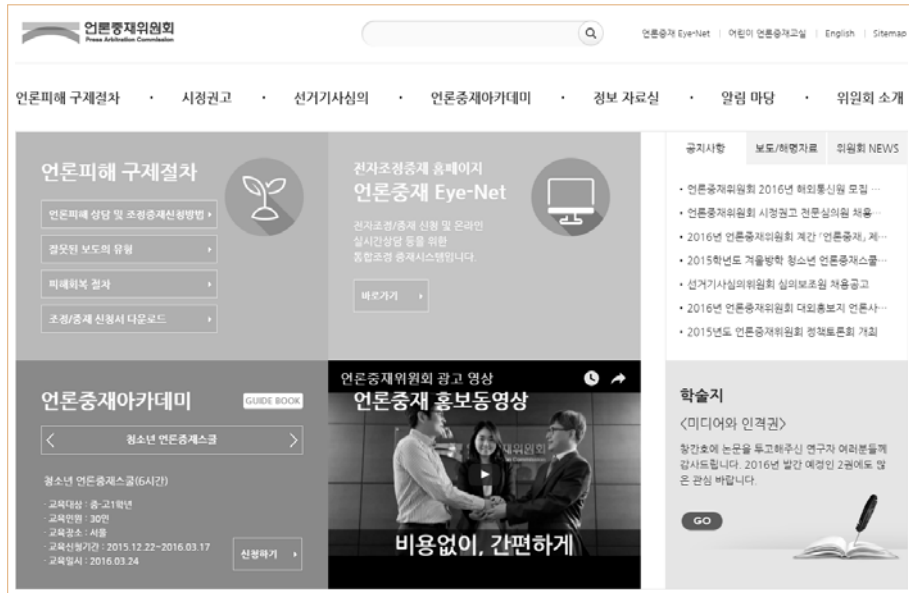 언론중재위원회
Press Arbitration Commission
언론중재 Eye-Net | 어린이 언론중재교실 | English | Sitemap
언론피해 구제절차 · 시정권고 · 선거기사심의 · 언론중재아카데미 · 정보 자료실 · 알림 마당 · 위원회 소개
언론피해 구제절차
언론피해 상담 및 조정중재신청방법
잘못된 보도의 유형
피해회복 절차
조정/중재 신청서 다운로드
전자조정중재 홈페이지
언론중재 Eye-Net
전자조정/중재 신청 및 온라인
실시간상담 등을 위한
통합조정 중재시스템입니다.
바로가기
공지사항 보도/해명자료 위원회 NEWS
· 언론중재위원회 2016년 해외통신원 모집 …
· 언론중재위원회 시정권고 전문심의원 채용…
· 2016년 언론중재위원회 계간 「언론중재」 제…
· 2015학년도 겨울방학 청소년 언론중재스쿨…
· 선거기사심의위원회 심의보조원 채용공고
· 2016년 언론중재위원회 대외홍보지 언론사…
· 2015년도 언론중재위원회 정책토론회 개최
언론중재아카데미 GUIDE BOOK
청소년 언론중재스쿨
청소년 언론중재스쿨(6시간)
· 교육대상 : 중-고1학년
· 교육인원 : 30인
· 교육장소 : 서울
· 교육신청기간 : 2015.12.22~2016.03.17
· 교육일시 : 2016.03.24
신청하기
언론중재위원회 광고 영상
언론중재 홍보동영상
재위원회
비용없이, 간편하게
학술지
<미디어와 인격권>
창간호에 논문을 투고해주신 연구자 여러분들께
감사드립니다. 2016년 발간 예정인 2권에도 많
은 관심 바랍니다.
GO